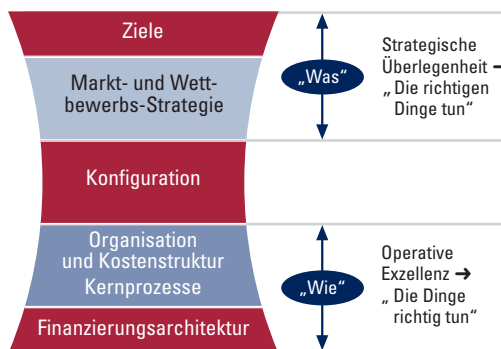 Ziele
Markt- und Wett-
bewerbs-Strategie
„Was“
Strategische
Überlegenheit ➔
„ Die richtigen
Dinge tun“
Konfiguration
Organisation
und Kostenstruktur
Kernprozesse
„Wie“
Operative
Exzellenz ➔
„ Die Dinge
richtig tun“
Finanzierungsarchitektur